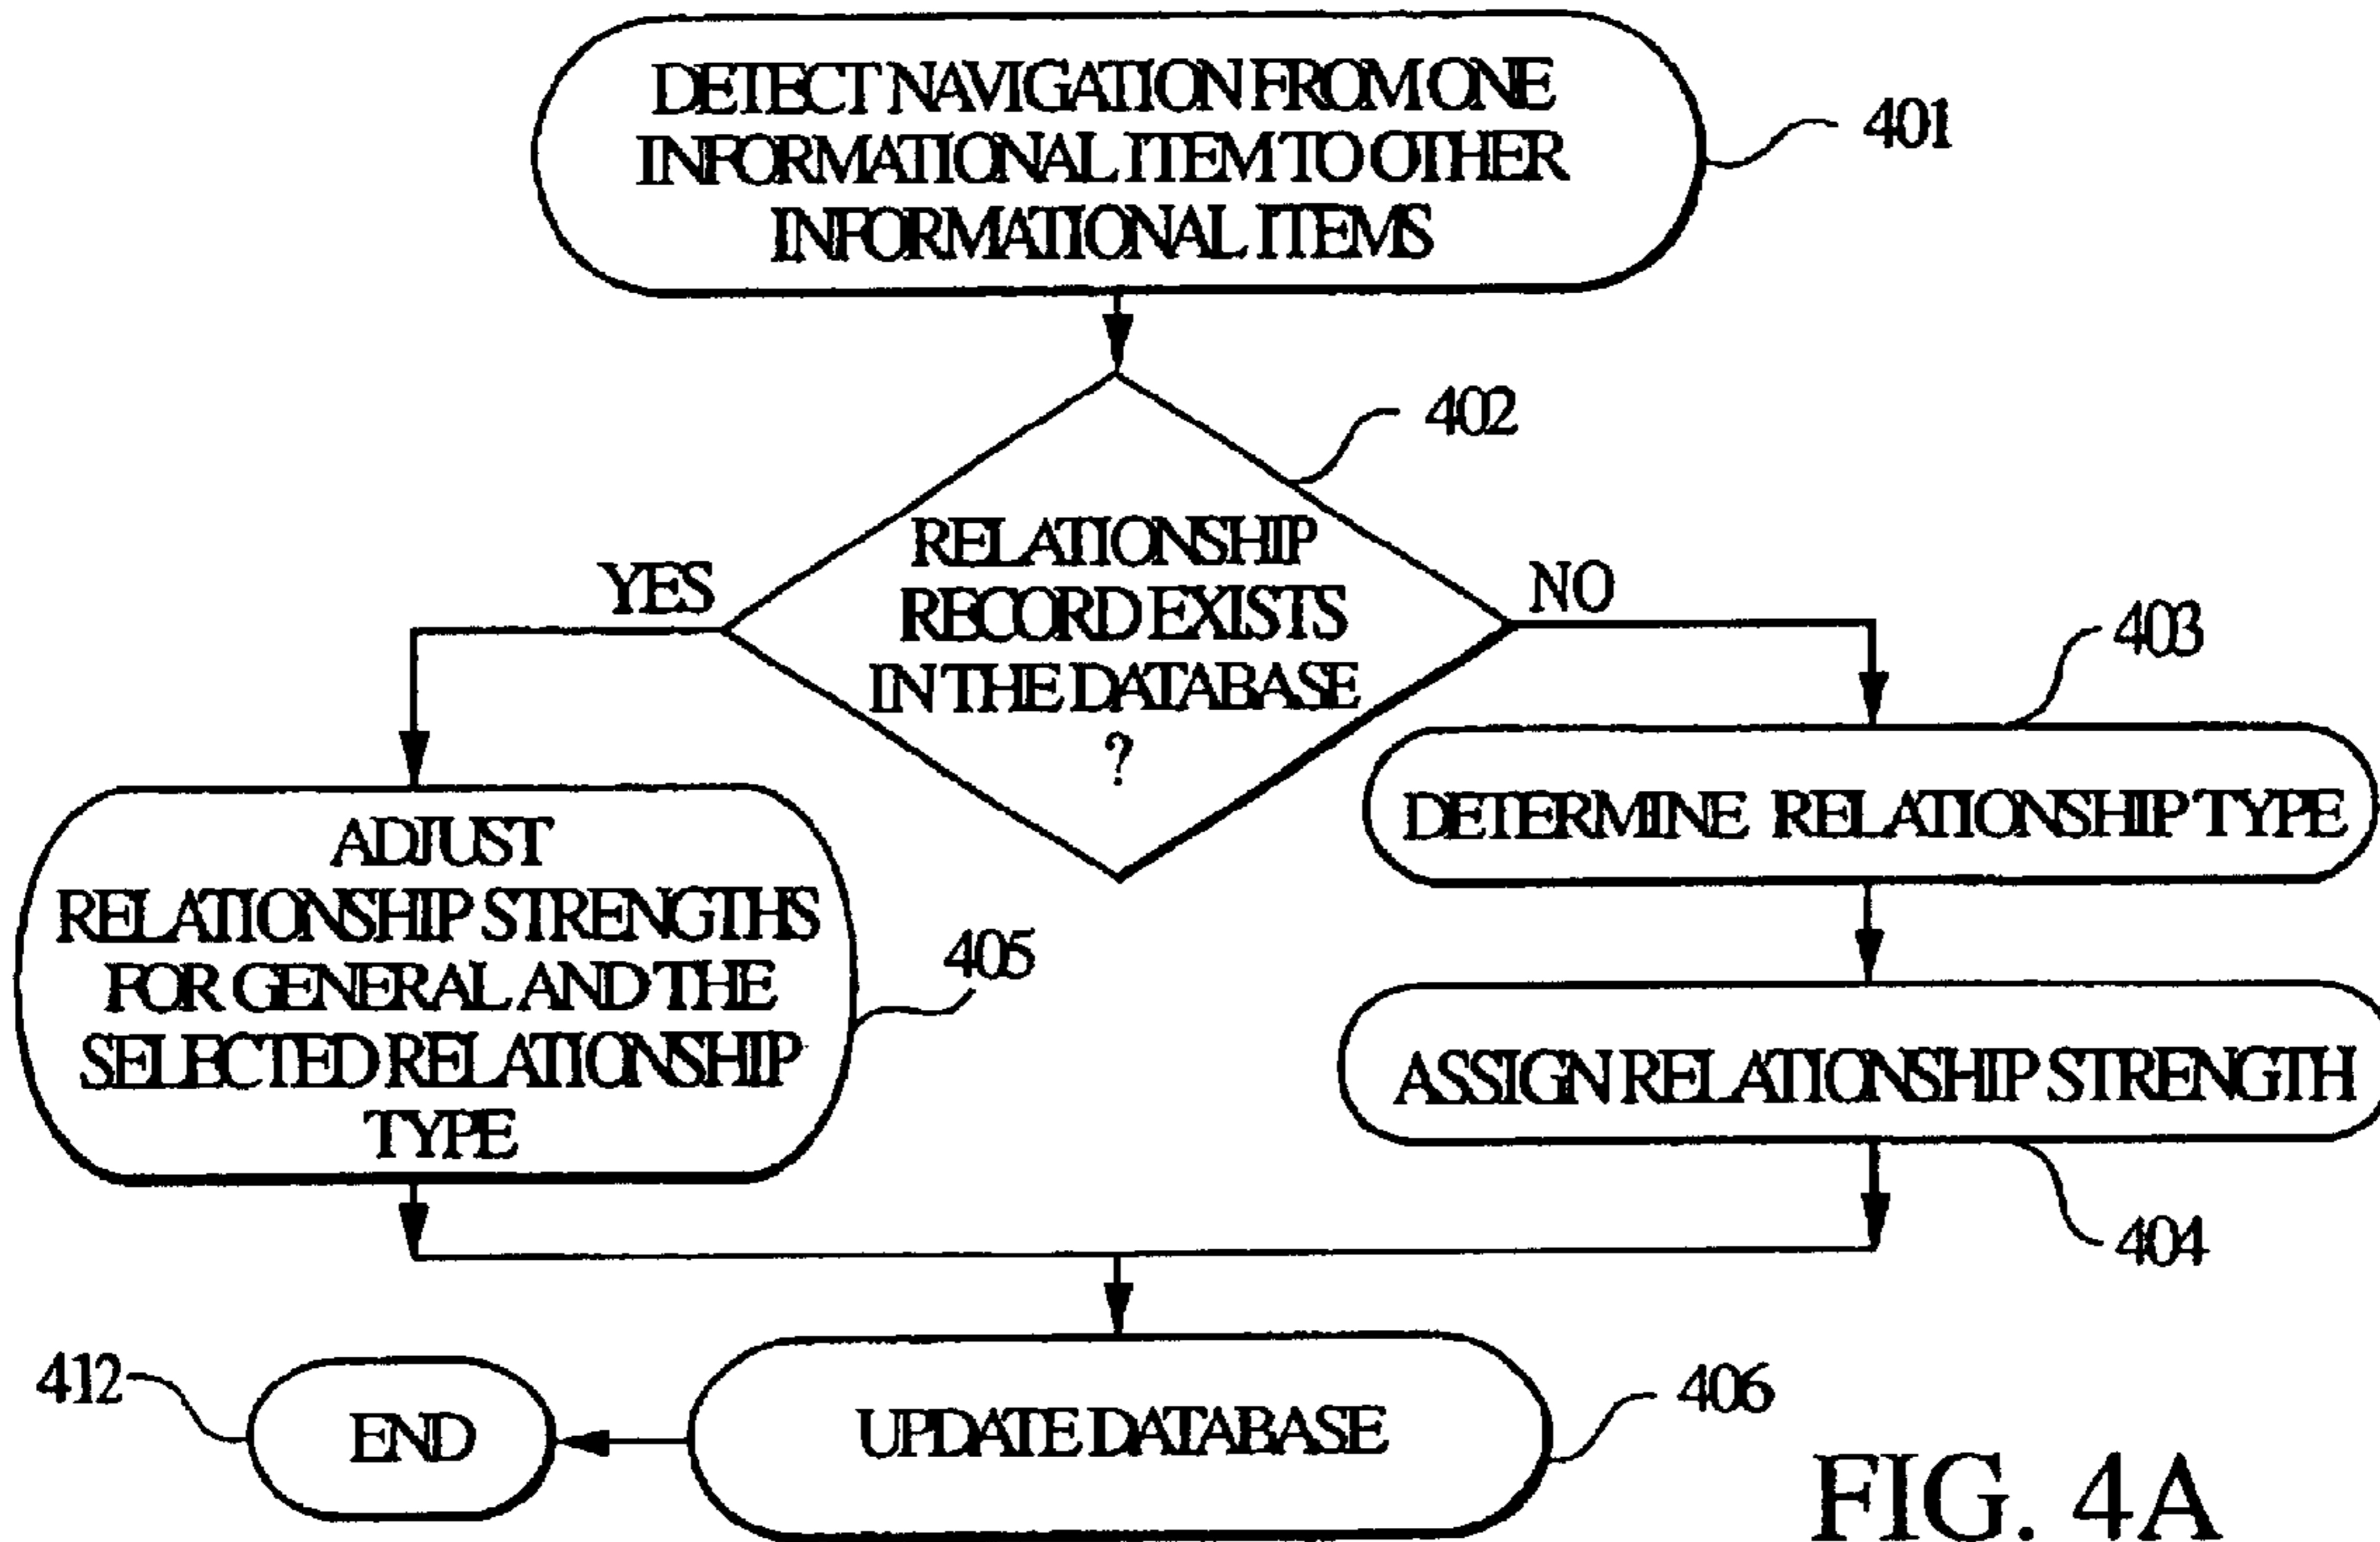 DETECT NAVIGATION FROM ONE
INFORMATIONAL ITEM TO OTHER
INFORMATIONAL ITEMS
401
402
RELATIONSHIP
RECORD EXISTS
IN THE DATABASE
?
YES
NO
403
DETERMINE RELATIONSHIP TYPE
ADJUST
RELATIONSHIP STRENGTHS
FOR GENERAL AND THE
SELECTED RELATIONSHIP
TYPE
405
ASSIGN RELATIONSHIP STRENGTH
404
412
END
UPDATE DATABASE
406
FIG. 4A